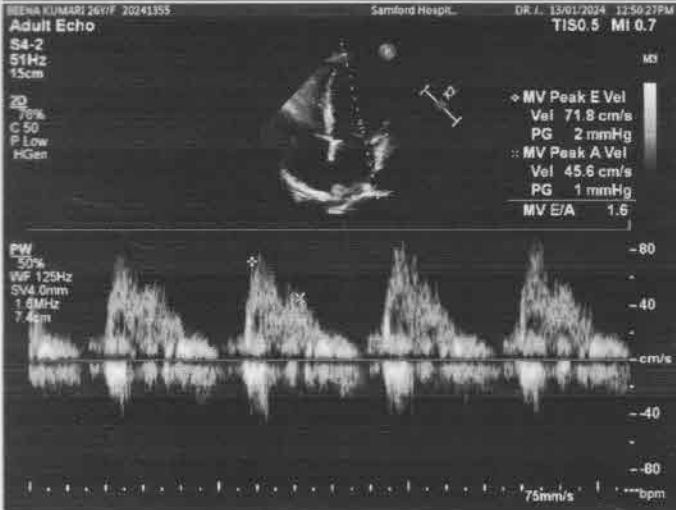 REENA KUMARI 26Y/F 20241355
Samford Hospit..
DR./.. 13/01/2024 12:50:27PM
Adult Echo
TIS0.5 MI 0.7
S4-2
51Hz
15cm
M3
2D
76%
C 50
P Low
HGen
MV Peak E Vel
Vel 71.8 cm/s
PG 2 mmHg
MV Peak A Vel
Vel 45.6 cm/s
PG 1 mmHg
MV E/A 1.6
PW
50%
WF 125Hz
SV4.0mm
1.6MHz
7.4cm
-80
-40
cm/s
-40
-80
75mm/s
bpm